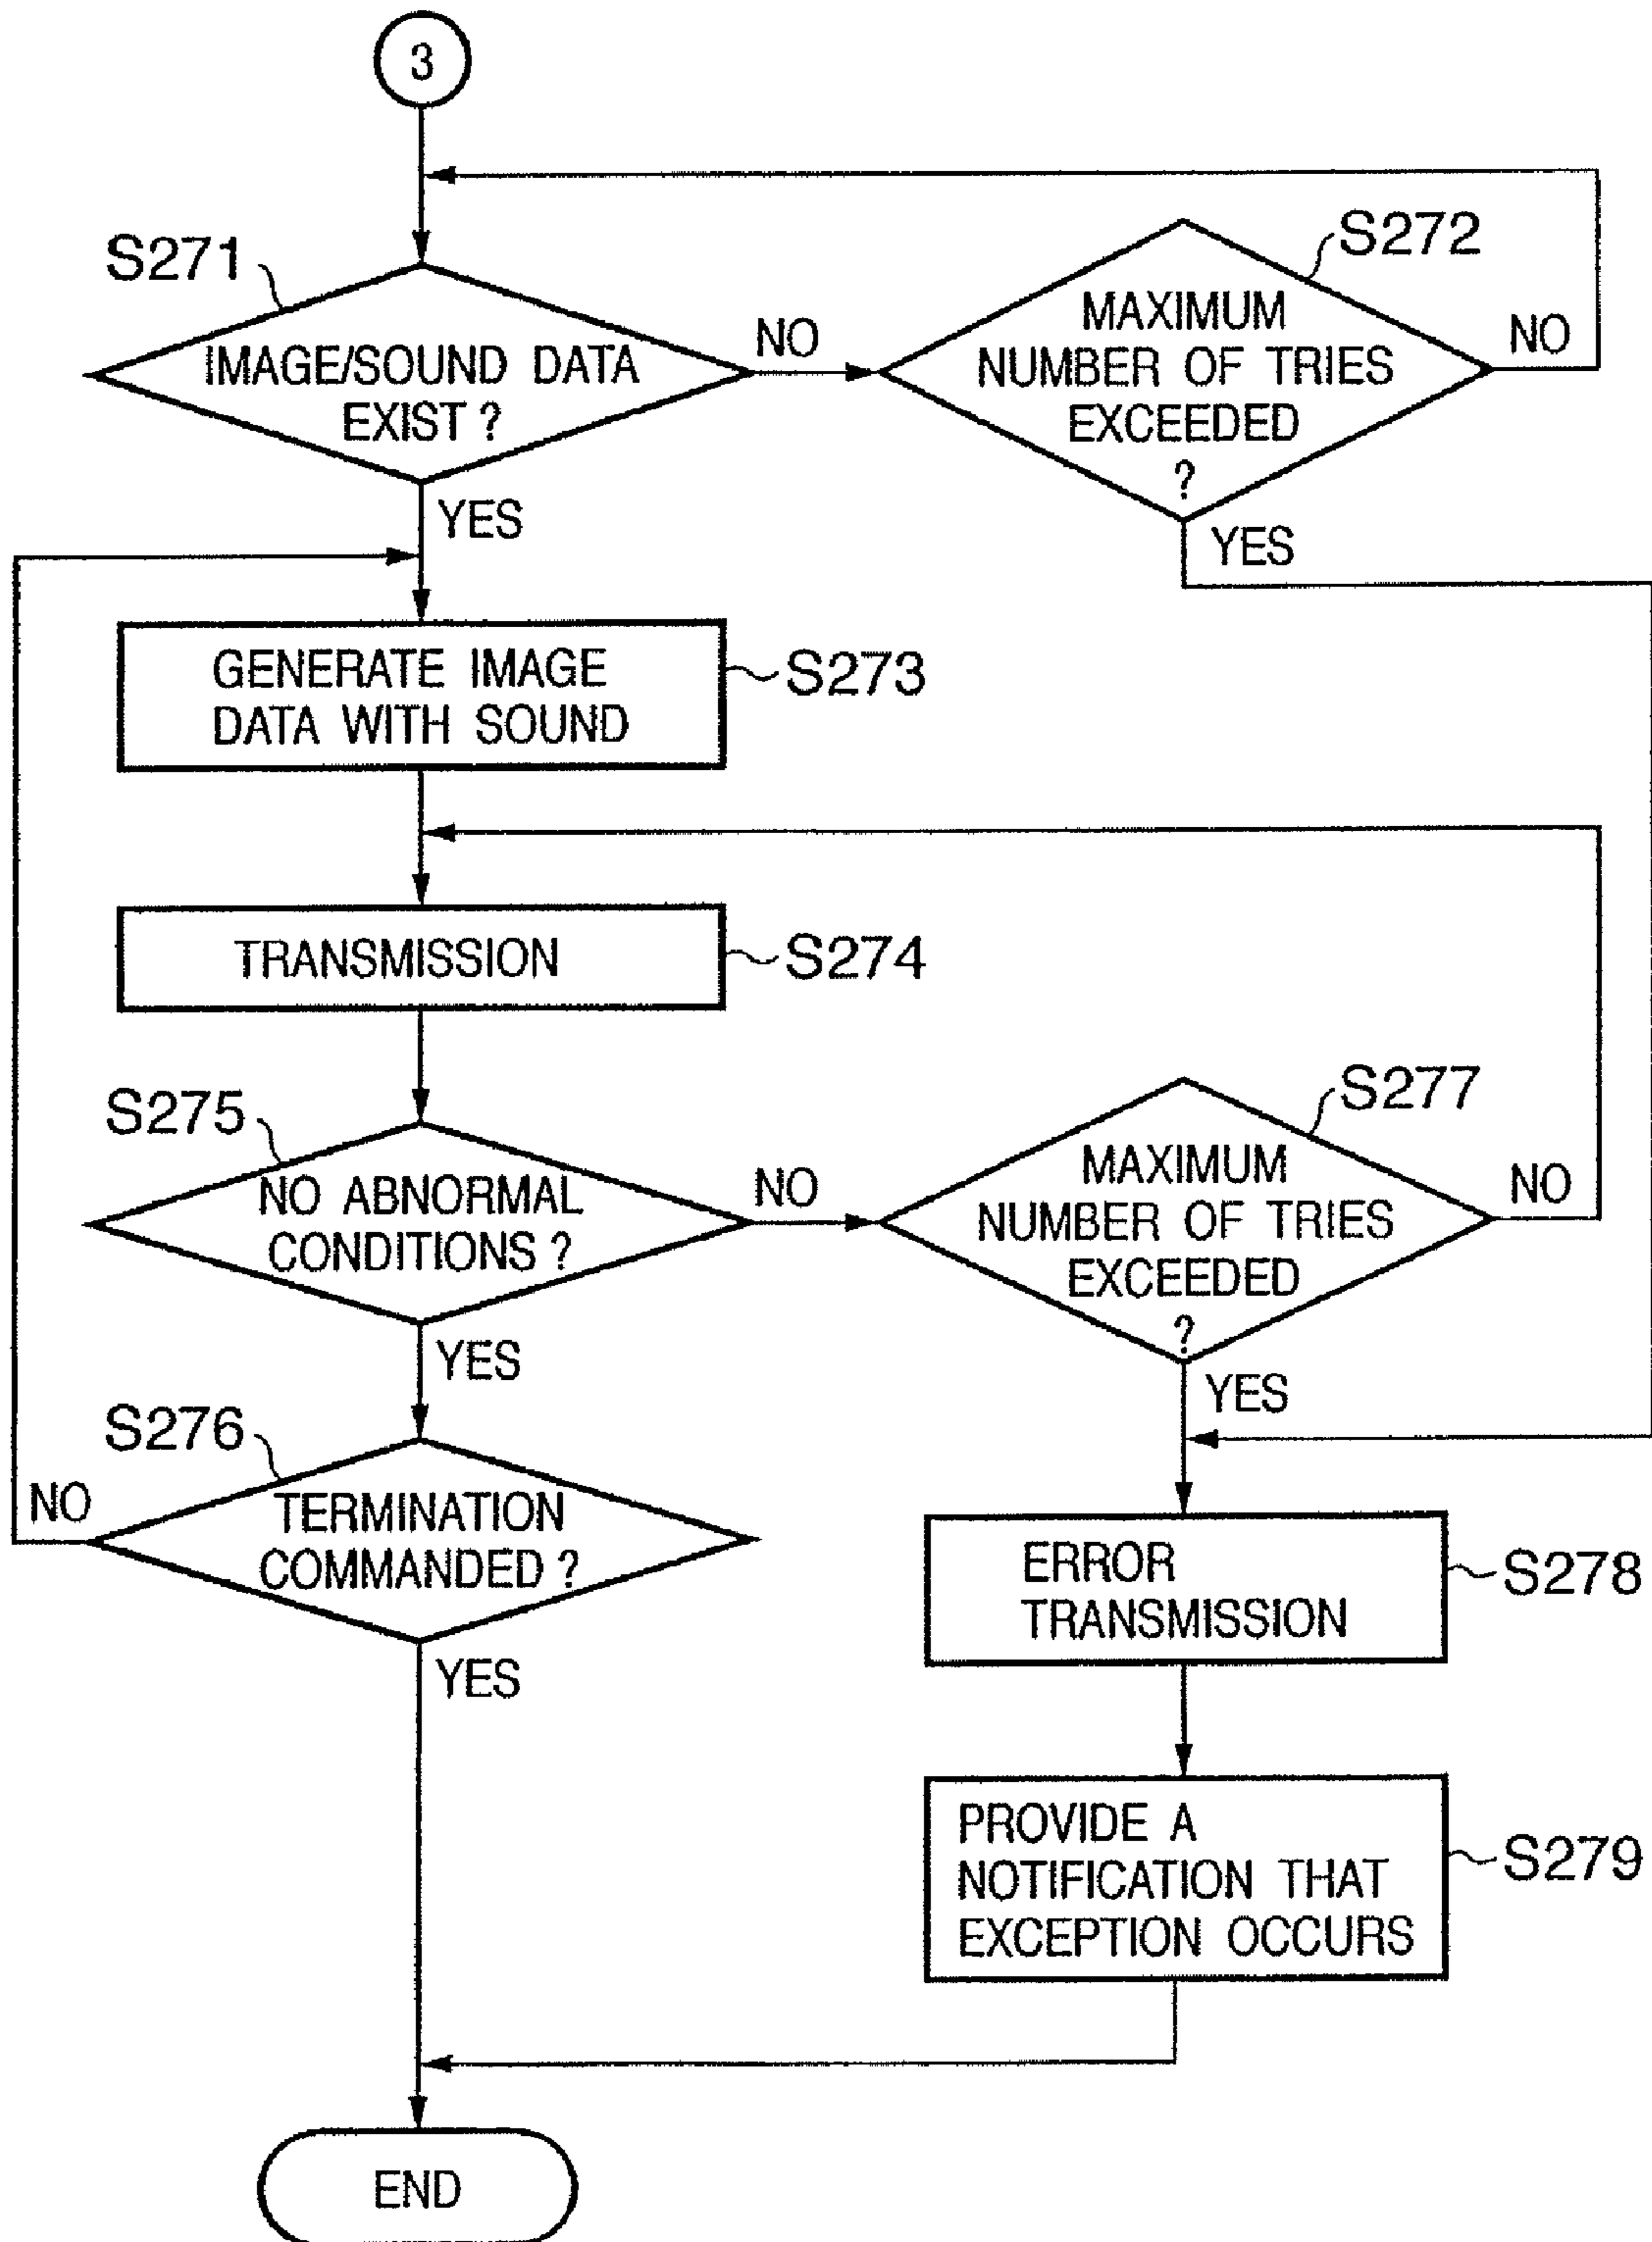 3
S271
IMAGE/SOUND DATA
EXIST ?
NO
YES
S272
MAXIMUM
NUMBER OF TRIES
EXCEEDED
?
NO
YES
GENERATE IMAGE
DATA WITH SOUND
S273
TRANSMISSION
S274
S275
NO ABNORMAL
CONDITIONS ?
NO
YES
S277
MAXIMUM
NUMBER OF TRIES
EXCEEDED
?
NO
YES
S276
TERMINATION
COMMANDED ?
NO
YES
ERROR
TRANSMISSION
S278
PROVIDE A
NOTIFICATION THAT
EXCEPTION OCCURS
S279
END